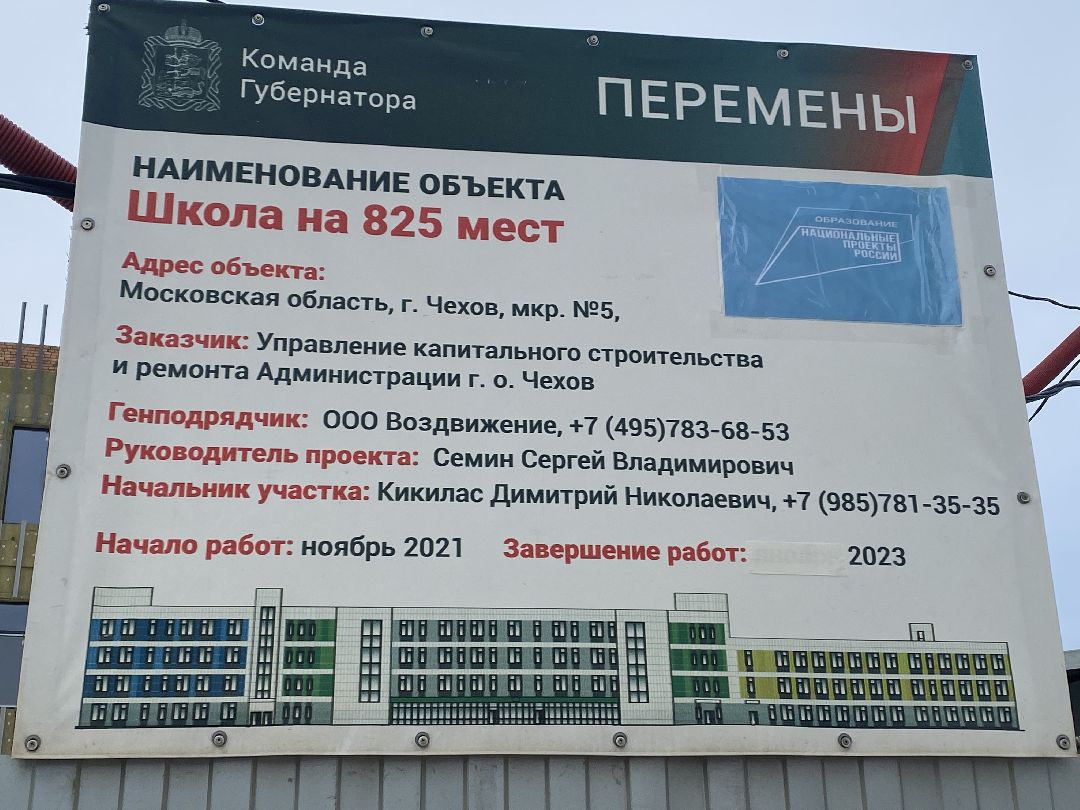 Команда
Губернатора
ПЕРЕМЕНЫ
НАИМЕНОВАНИЕ ОБЪЕКТА
Школа на 825 мест
ОБРАЗОВАНИЕ
НАЦИОНАЛЬНЫЕ
ПРОЕКТЫ
РОССИИ
Адрес объекта:
Московская область, г. Чехов, мкр. №5,
Заказчик: Управление капитального строительства
и ремонта Администрации г. о. Чехов
Генподрядчик: ООО Воздвижение, +7 (495)783-68-53
Руководитель проекта: Семин Сергей Владимирович
Начальник участка: Кикилас Димитрий Николаевич, +7 (985)781-35-35
Начало работ: ноябрь 2021 Завершение работ: 2023